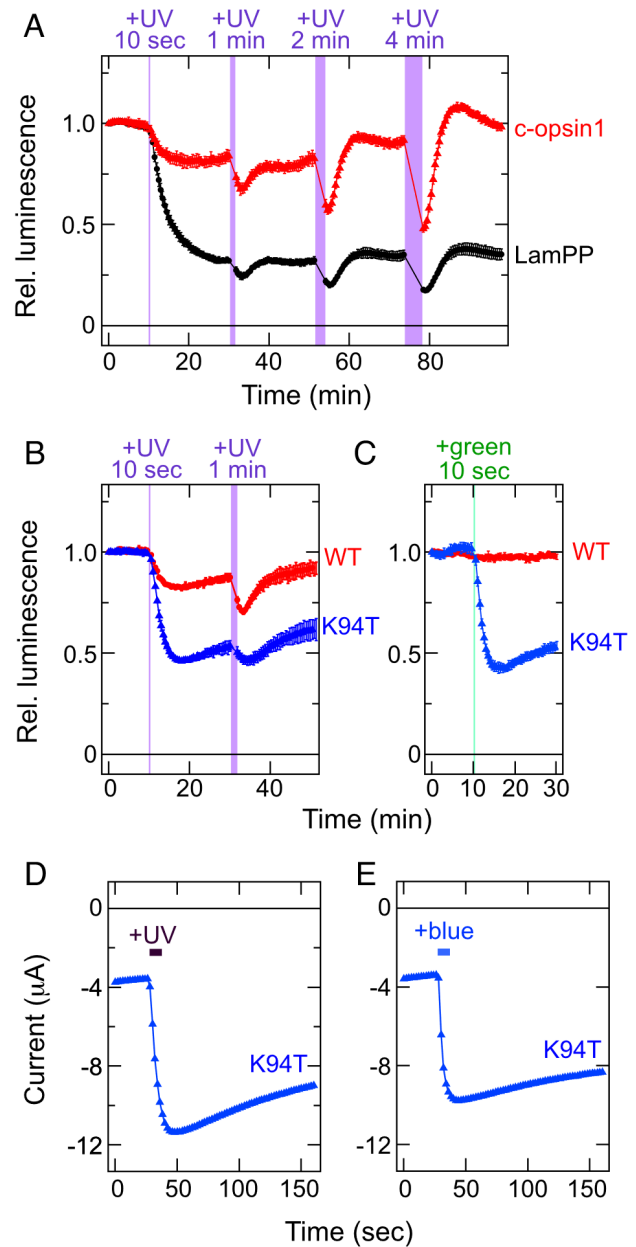 A
+UV +UV +UV +UV
10 sec 1 min 2 min 4 min
1.0
0.5
0
Rel. luminescence
c-opsin1
LamPP
0 20 40 60 80
Time (min)
B
+UV +UV
10 sec 1 min
1.0
0.5
0
Rel. luminescence
WT
K94T
0 20 40
C
+green
10 sec
1.0
0.5
0
WT
K94T
0 10 20 30
Time (min)
D
0
-4
-8
-12
Current (μA)
+UV
K94T
0 50 100 150
E
0
-4
-8
-12
+blue
K94T
0 50 100 150
Time (sec)